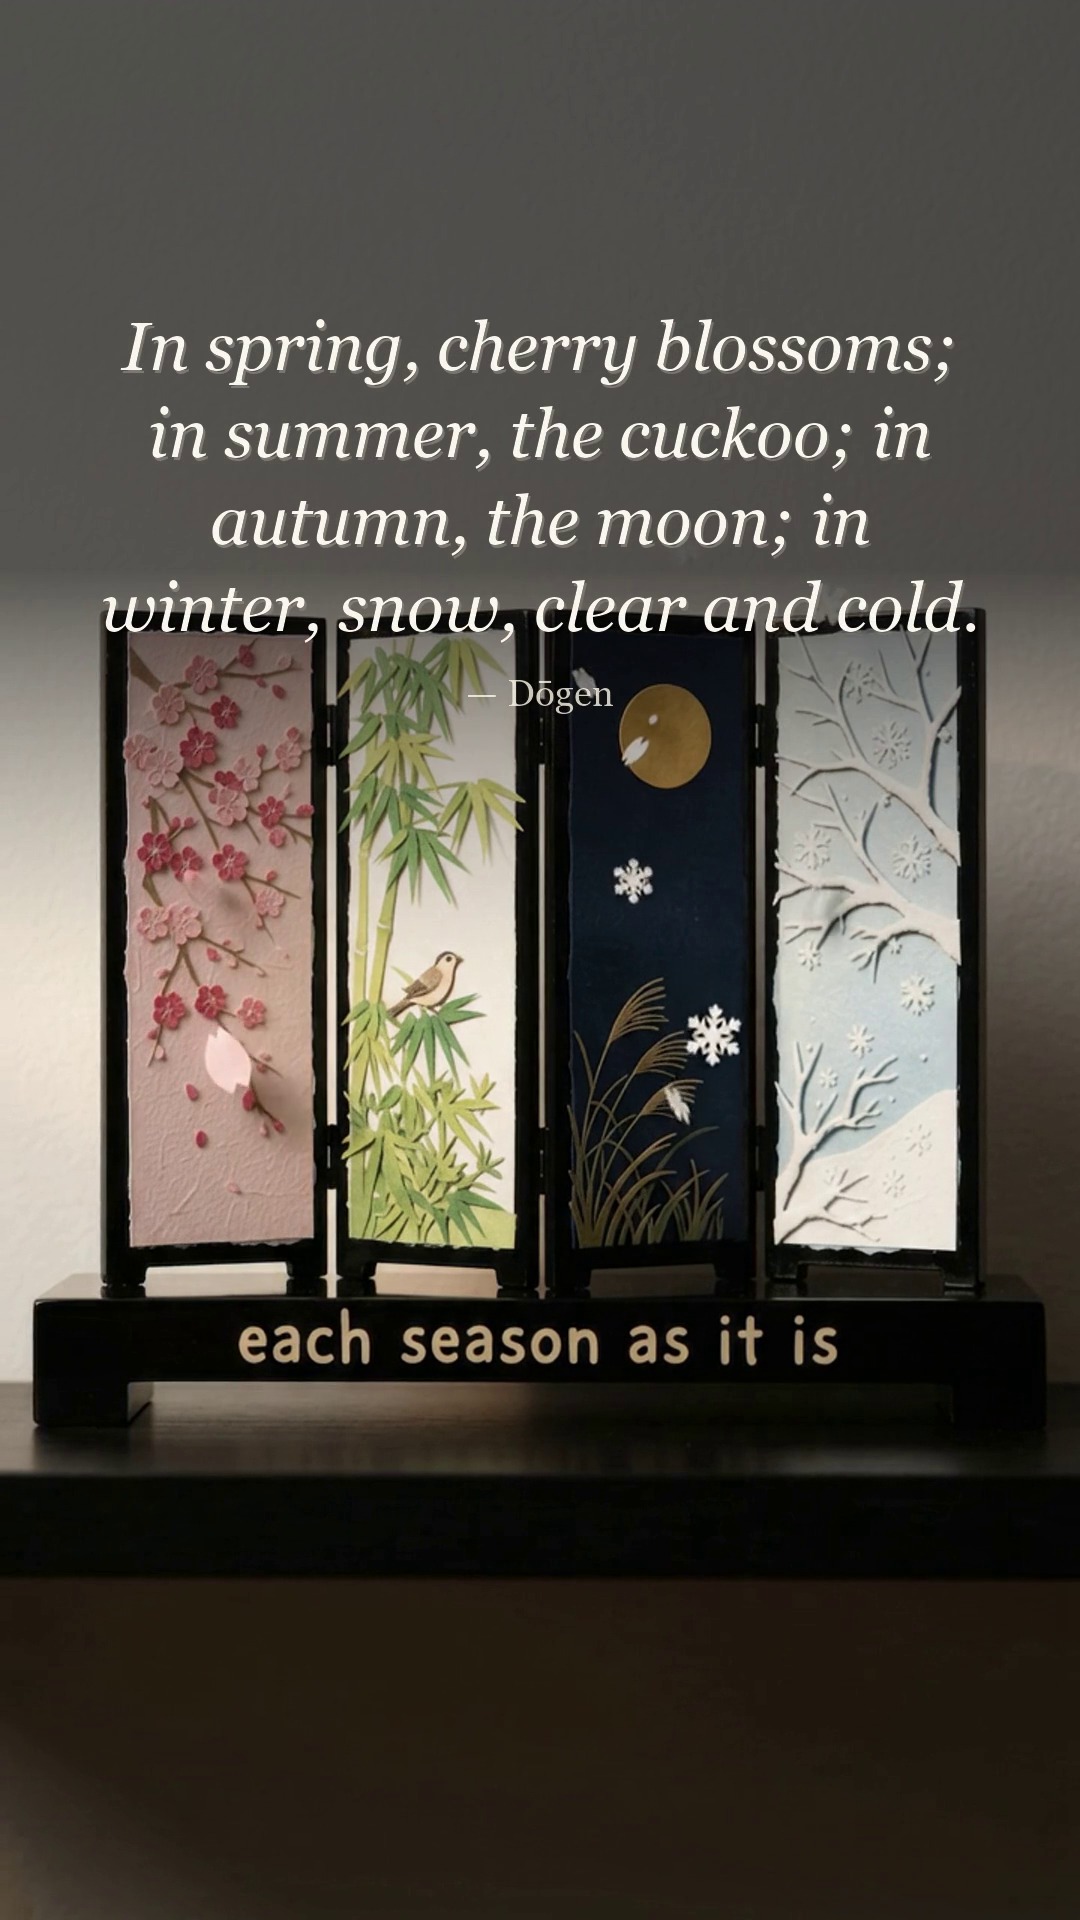 In spring, cherry blossoms;
in summer, the cuckoo; in
autumn, the moon; in
winter, snow, clear and cold.
— Dōgen
each season as it is